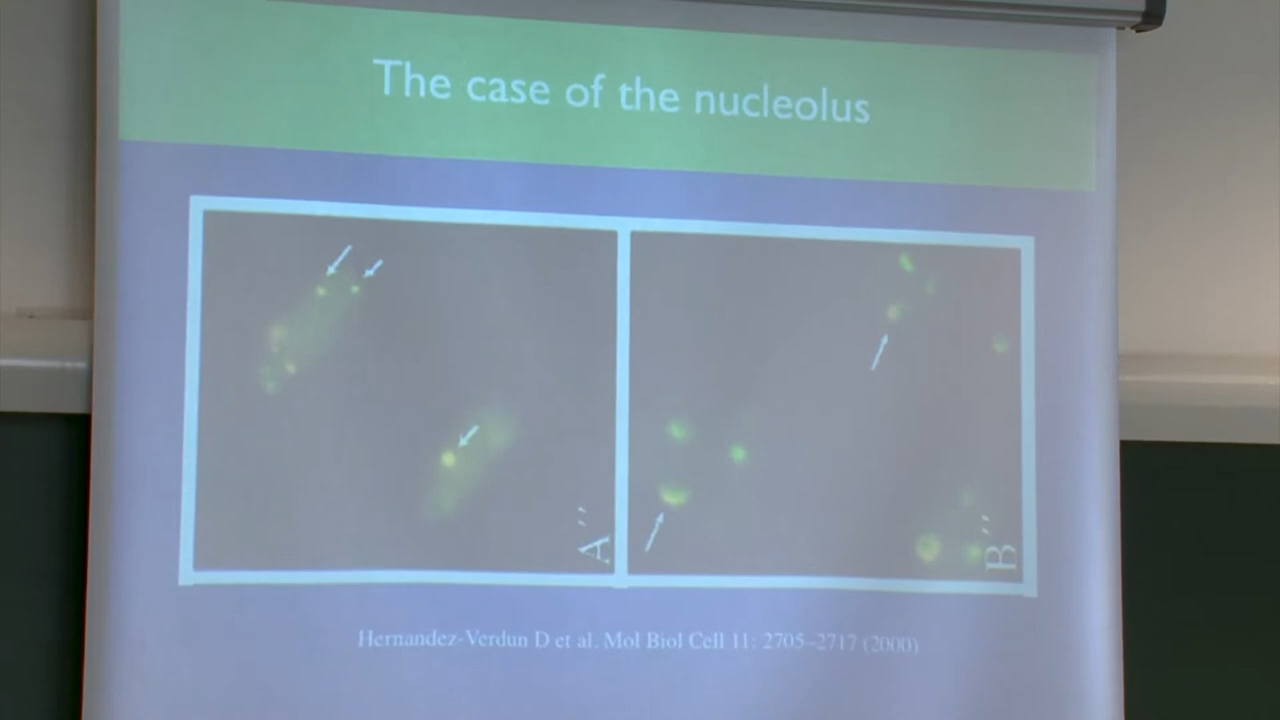 The case of the nucleolus
A''
B''
Hernandez-Verdun D et al. Mol Biol Cell 11: 2705–2717 (2000)